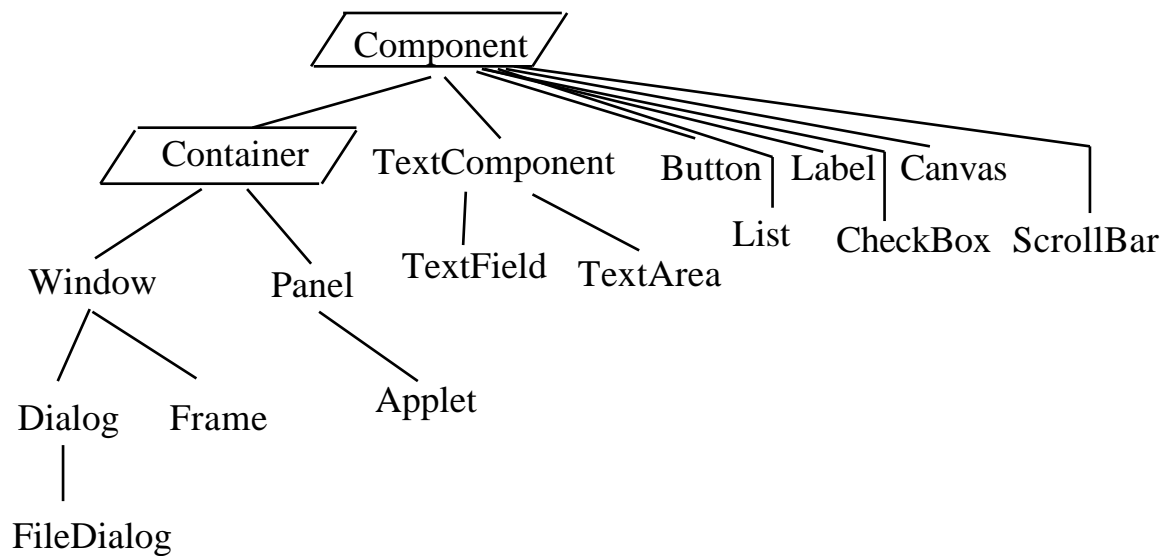 Component
Container
TextComponent
Button
Label
Canvas
List
CheckBox
ScrollBar
TextField
TextArea
Window
Panel
Applet
Dialog
Frame
FileDialog